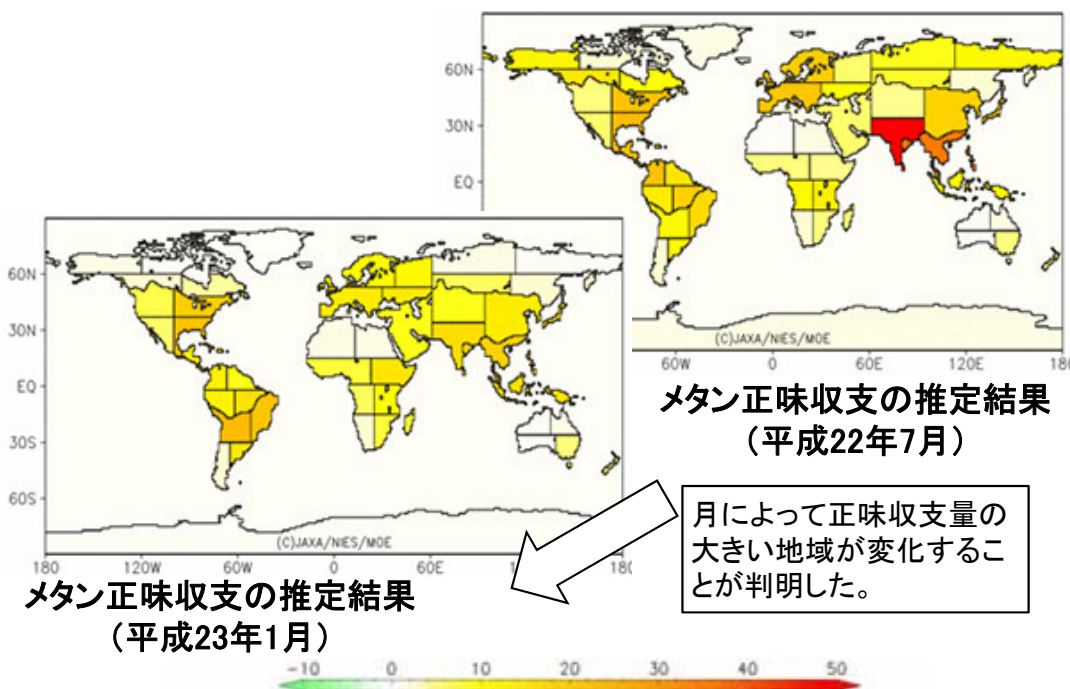 60N
30N
EQ
(C)JAXA/NIES/MOE
60W
0
60E
120E
180
メタン正味収支の推定結果
（平成22年7月）
60N
30N
EQ
30S
60S
(C)JAXA/NIES/MOE
180
120W
60W
0
60E
180
メタン正味収支の推定結果
（平成23年1月）
月によって正味収支量の
大きい地域が変化するこ
とが判明した。
-10
0
10
20
30
40
50